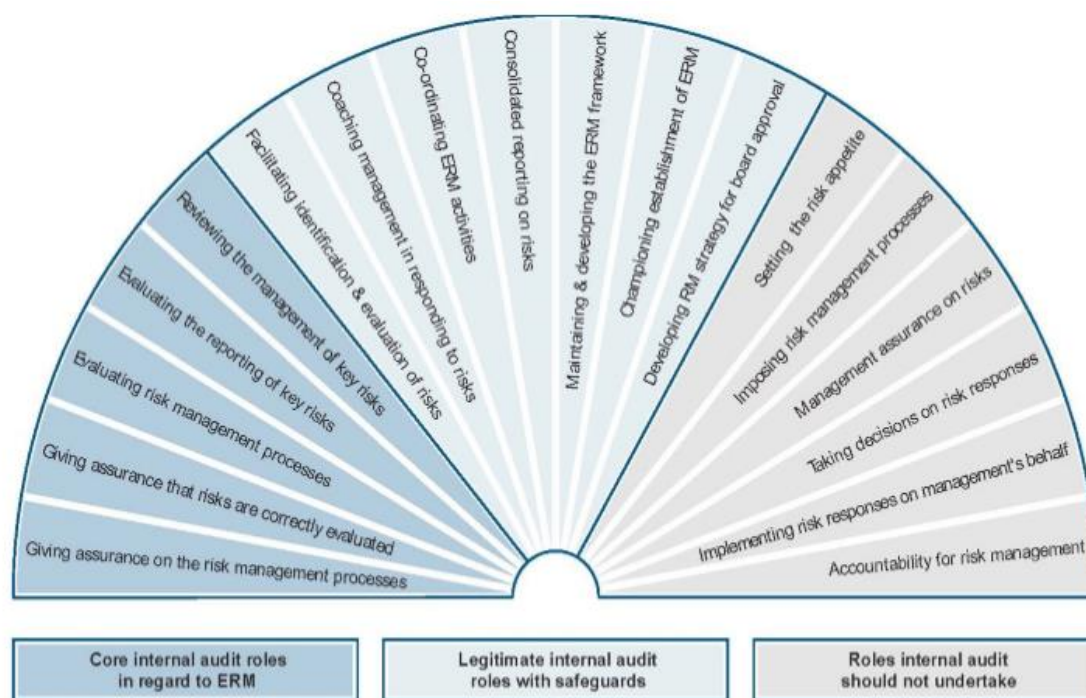 Giving assurance on the risk management processes
Giving assurance that risks are correctly evaluated
Evaluating risk management processes
Evaluating the reporting of key risks
Reviewing the management of key risks
Facilitating identification & evaluation of risks
Coaching management in responding to risks
Co-ordinating ERM activities
Consolidated reporting on risks
Maintaining & developing the ERM framework
Championing establishment of ERM
Developing RM strategy for board approval
Setting the risk appetite
Imposing risk management processes
Management assurance on risks
Taking decisions on risk responses
Implementing risk responses on management's behalf
Accountability for risk management
Core internal audit roles
in regard to ERM
Legitimate internal audit
roles with safeguards
Roles internal audit
should not undertake